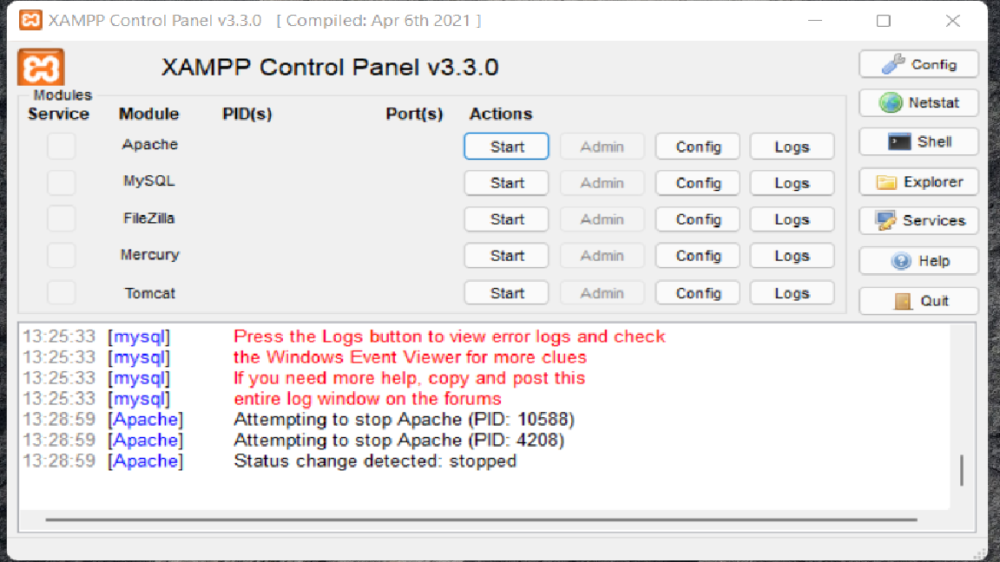 XAMPP Control Panel v3.3.0 [ Compiled: Apr 6th 2021 ]
XAMPP Control Panel v3.3.0
Config
Modules
Service Module PID(s) Port(s) Actions
Netstat
Apache Start Admin Config Logs
Shell
MySQL Start Admin Config Logs
Explorer
FileZilla Start Admin Config Logs
Services
Mercury Start Admin Config Logs
Help
Tomcat Start Admin Config Logs
Quit
13:25:33 [mysql] Press the Logs button to view error logs and check
13:25:33 [mysql] the Windows Event Viewer for more clues
13:25:33 [mysql] If you need more help, copy and post this
13:25:33 [mysql] entire log window on the forums
13:28:59 [Apache] Attempting to stop Apache (PID: 10588)
13:28:59 [Apache] Attempting to stop Apache (PID: 4208)
13:28:59 [Apache] Status change detected: stopped